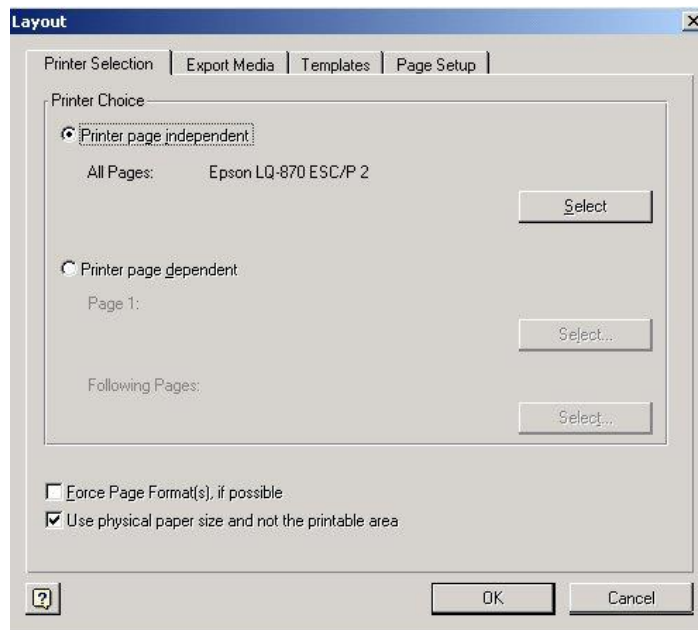 Layout
Printer Selection Export Media Templates Page Setup
Printer Choice
Printer page independent
All Pages: Epson LQ-870 ESC/P 2
Select
Printer page dependent
Page 1:
Select...
Following Pages:
Select...
Force Page Format(s), if possible
Use physical paper size and not the printable area
? OK Cancel